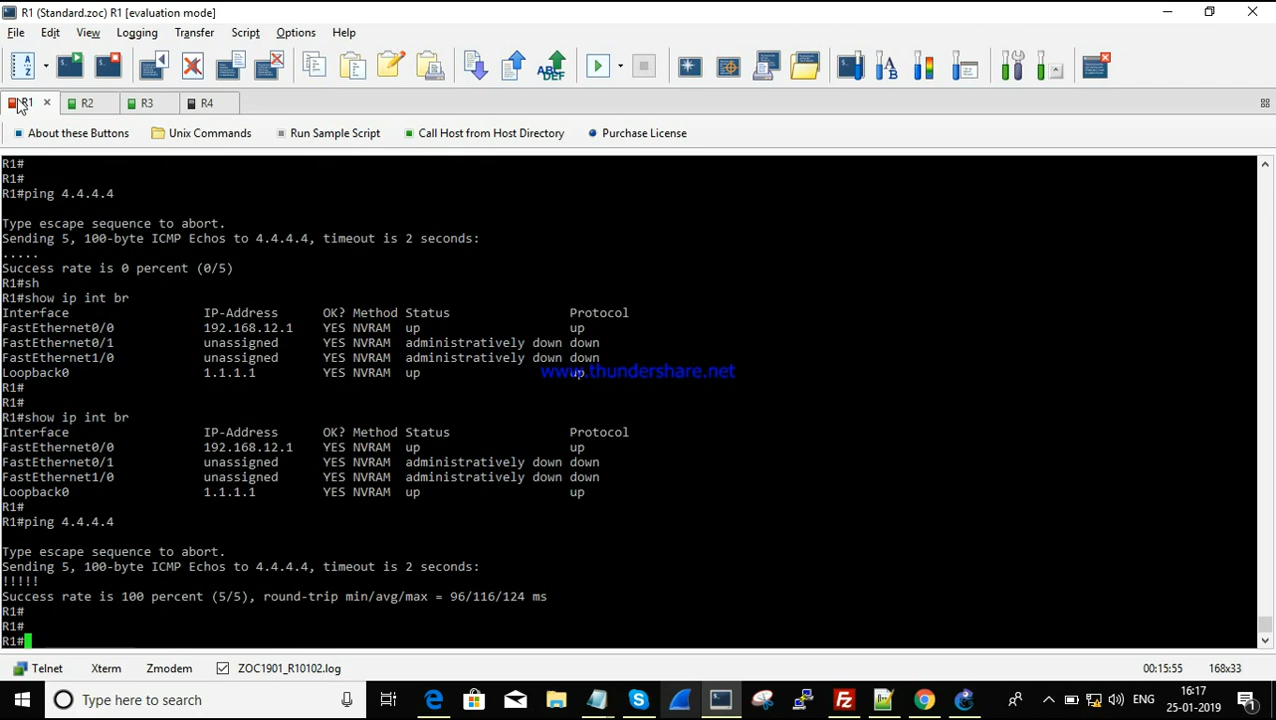 R1 (Standard.zoc) R1 [evaluation mode]
File Edit View Logging Transfer Script Options Help
R1 R2 R3 R4
About these Buttons Unix Commands Run Sample Script Call Host from Host Directory Purchase License
R1#
R1#
R1#ping 4.4.4.4
Type escape sequence to abort.
Sending 5, 100-byte ICMP Echos to 4.4.4.4, timeout is 2 seconds:
.....
Success rate is 0 percent (0/5)
R1#sh
R1#show ip int br
Interface IP-Address OK? Method Status Protocol
FastEthernet0/0 192.168.12.1 YES NVRAM up up
FastEthernet0/1 unassigned YES NVRAM administratively down down
FastEthernet1/0 unassigned YES NVRAM administratively down down
Loopback0 1.1.1.1 YES NVRAM up up
www.thundershare.net
R1#
R1#
R1#show ip int br
Interface IP-Address OK? Method Status Protocol
FastEthernet0/0 192.168.12.1 YES NVRAM up up
FastEthernet0/1 unassigned YES NVRAM administratively down down
FastEthernet1/0 unassigned YES NVRAM administratively down down
Loopback0 1.1.1.1 YES NVRAM up up
R1#
R1#ping 4.4.4.4
Type escape sequence to abort.
Sending 5, 100-byte ICMP Echos to 4.4.4.4, timeout is 2 seconds:
!!!!!
Success rate is 100 percent (5/5), round-trip min/avg/max = 96/116/124 ms
R1#
R1#
R1#
Telnet Xterm Zmodem ZOC1901_R10102.log 00:15:55 168x33
Type here to search ENG 16:17
25-01-2019